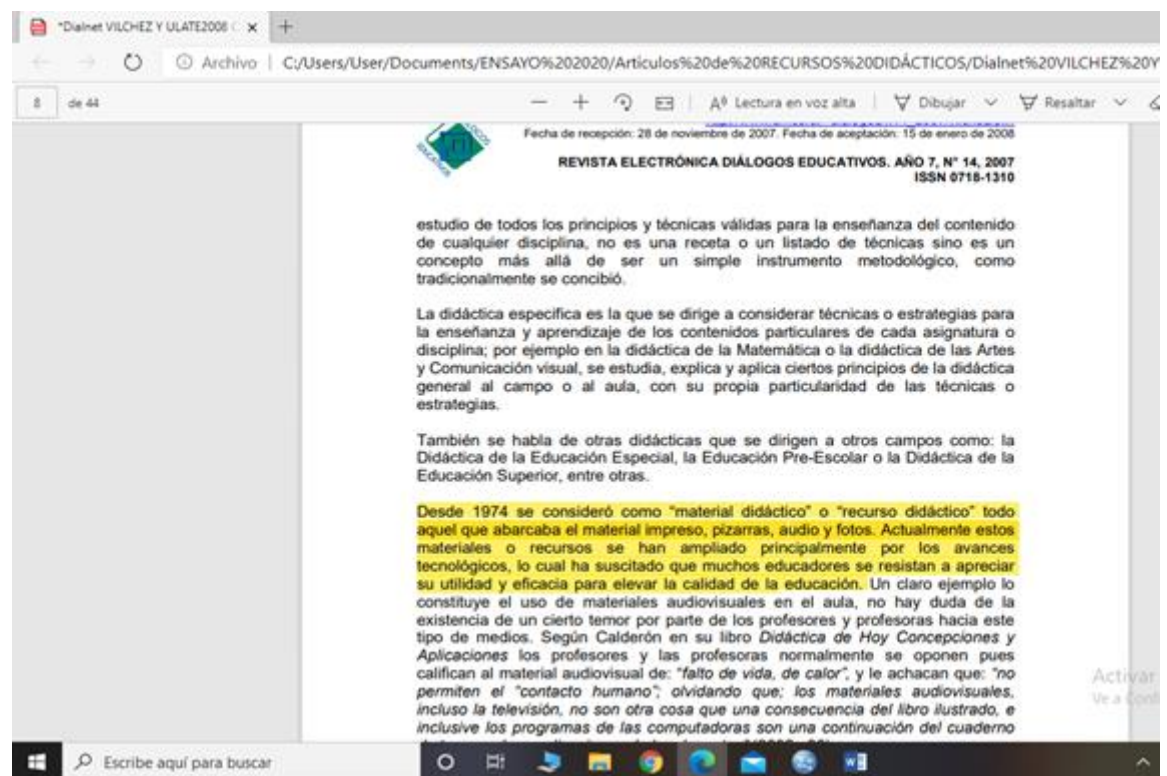 *Dialnet VILCHEZ Y ULATE2008
Archivo | C:/Users/User/Documents/ENSAYO%202020/Artículos%20de%20RECURSOS%20DIDÁCTICOS/Dialnet%20VILCHEZ%20Y
8 de 44 Lectura en voz alta Dibujar Resaltar
Fecha de recepción: 28 de noviembre de 2007. Fecha de aceptación: 15 de enero de 2008
REVISTA ELECTRÓNICA DIÁLOGOS EDUCATIVOS. AÑO 7, N° 14, 2007
ISSN 0718-1310
estudio de todos los principios y técnicas válidas para la enseñanza del contenido
de cualquier disciplina, no es una receta o un listado de técnicas sino es un
concepto más allá de ser un simple instrumento metodológico, como
tradicionalmente se concibió.
La didáctica específica es la que se dirige a considerar técnicas o estrategias para
la enseñanza y aprendizaje de los contenidos particulares de cada asignatura o
disciplina; por ejemplo en la didáctica de la Matemática o la didáctica de las Artes
y Comunicación visual, se estudia, explica y aplica ciertos principios de la didáctica
general al campo o al aula, con su propia particularidad de las técnicas o
estrategias.
También se habla de otras didácticas que se dirigen a otros campos como: la
Didáctica de la Educación Especial, la Educación Pre-Escolar o la Didáctica de la
Educación Superior, entre otras.
Desde 1974 se consideró como "material didáctico" o "recurso didáctico" todo
aquel que abarcaba el material impreso, pizarras, audio y fotos. Actualmente estos
materiales o recursos se han ampliado principalmente por los avances
tecnológicos, lo cual ha suscitado que muchos educadores se resistan a apreciar
su utilidad y eficacia para elevar la calidad de la educación. Un claro ejemplo lo
constituye el uso de materiales audiovisuales en el aula, no hay duda de la
existencia de un cierto temor por parte de los profesores y profesoras hacia este
tipo de medios. Según Calderón en su libro Didáctica de Hoy Concepciones y
Aplicaciones los profesores y las profesoras normalmente se oponen pues
califican al material audiovisual de: "falto de vida, de calor", y le achacan que: "no
permiten el "contacto humano"; olvidando que; los materiales audiovisuales,
incluso la televisión, no son otra cosa que una consecuencia del libro ilustrado, e
inclusive los programas de las computadoras son una continuación del cuaderno
Activar
Ve a Confi
Escribe aquí para buscar